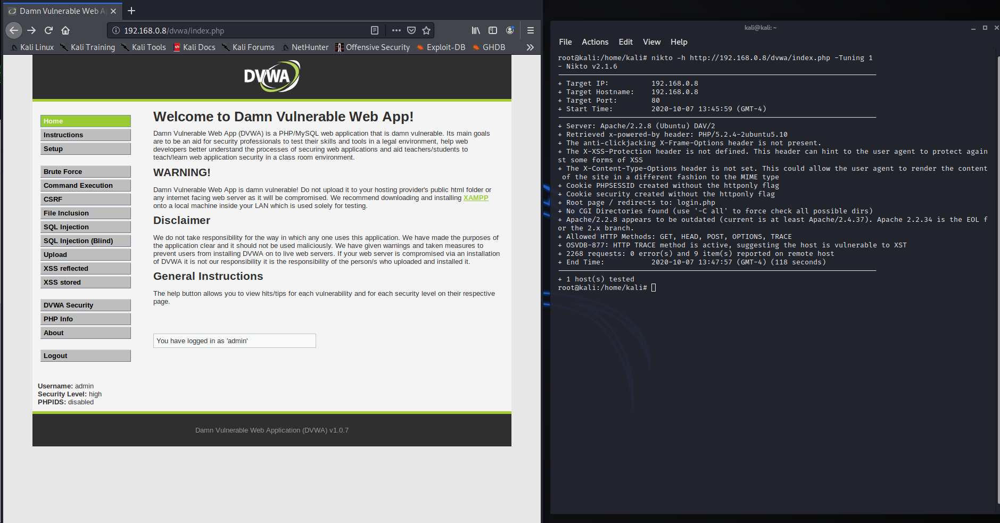 Damn Vulnerable Web A
192.168.0.8/dvwa/index.php
Kali Linux Kali Training Kali Tools Kali Docs Kali Forums NetHunter Offensive Security Exploit-DB GHDB
DVWA
Home
Instructions
Setup
Brute Force
Command Execution
CSRF
File Inclusion
SQL Injection
SQL Injection (Blind)
Upload
XSS reflected
XSS stored
DVWA Security
PHP Info
About
Logout
Username: admin
Security Level: high
PHPIDS: disabled
Welcome to Damn Vulnerable Web App!
Damn Vulnerable Web App (DVWA) is a PHP/MySQL web application that is damn vulnerable. Its main goals
are to be an aid for security professionals to test their skills and tools in a legal environment, help web
developers better understand the processes of securing web applications and aid teachers/students to
teach/learn web application security in a class room environment.
WARNING!
Damn Vulnerable Web App is damn vulnerable! Do not upload it to your hosting provider's public html folder or
any internet facing web server as it will be compromised. We recommend downloading and installing XAMPP
onto a local machine inside your LAN which is used solely for testing.
Disclaimer
We do not take responsibility for the way in which any one uses this application. We have made the purposes of
the application clear and it should not be used maliciously. We have given warnings and taken measures to
prevent users from installing DVWA on to live web servers. If your web server is compromised via an installation
of DVWA it is not our responsibility it is the responsibility of the person/s who uploaded and installed it.
General Instructions
The help button allows you to view hits/tips for each vulnerability and for each security level on their respective
page.
You have logged in as 'admin'
Damn Vulnerable Web Application (DVWA) v1.0.7
kali@kali: ~
File Actions Edit View Help
root@kali:/home/kali# nikto -h http://192.168.0.8/dvwa/index.php -Tuning 1
- Nikto v2.1.6
+ Target IP: 192.168.0.8
+ Target Hostname: 192.168.0.8
+ Target Port: 80
+ Start Time: 2020-10-07 13:45:59 (GMT-4)
+ Server: Apache/2.2.8 (Ubuntu) DAV/2
+ Retrieved x-powered-by header: PHP/5.2.4-2ubuntu5.10
+ The anti-clickjacking X-Frame-Options header is not present.
+ The X-XSS-Protection header is not defined. This header can hint to the user agent to protect again
st some forms of XSS
+ The X-Content-Type-Options header is not set. This could allow the user agent to render the content
of the site in a different fashion to the MIME type
+ Cookie PHPSESSID created without the httponly flag
+ Cookie security created without the httponly flag
+ Root page / redirects to: login.php
+ No CGI Directories found (use '-C all' to force check all possible dirs)
+ Apache/2.2.8 appears to be outdated (current is at least Apache/2.4.37). Apache 2.2.34 is the EOL f
or the 2.x branch.
+ Allowed HTTP Methods: GET, HEAD, POST, OPTIONS, TRACE
+ OSVDB-877: HTTP TRACE method is active, suggesting the host is vulnerable to XST
+ 2268 requests: 0 error(s) and 9 item(s) reported on remote host
+ End Time: 2020-10-07 13:47:57 (GMT-4) (118 seconds)
+ 1 host(s) tested
root@kali:/home/kali#